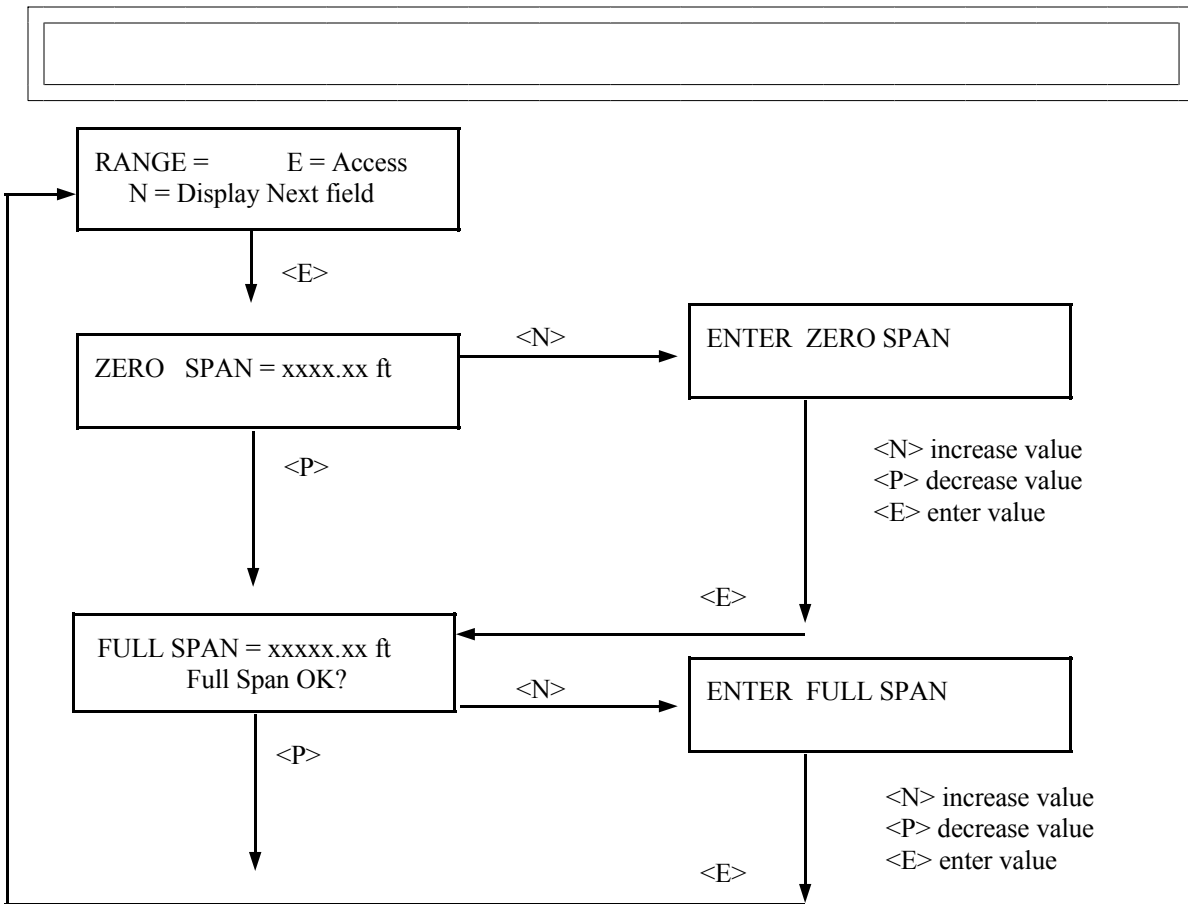 RANGE = E = Access
N = Display Next field
<E>
ZERO SPAN = xxxx.xx ft
<N>
ENTER ZERO SPAN
<P>
<N> increase value
<P> decrease value
<E> enter value
<E>
FULL SPAN = xxxxx.xx ft
Full Span OK?
<N>
ENTER FULL SPAN
<P>
<N> increase value
<P> decrease value
<E> enter value
<E>